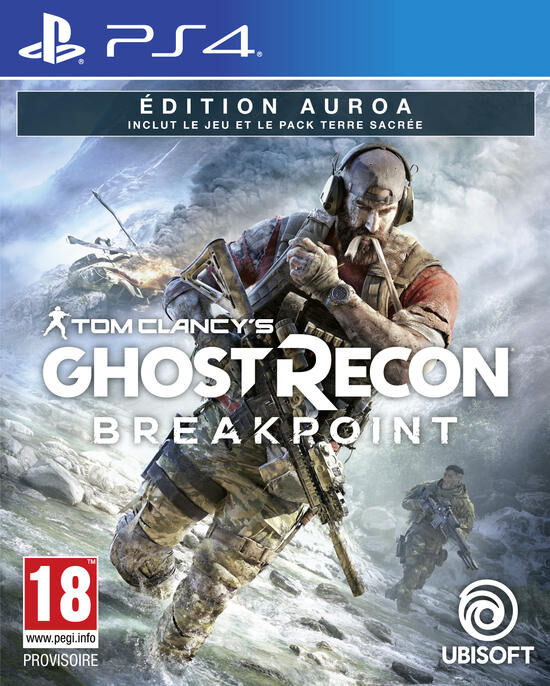 PS4
ÉDITION AUROA
INCLUT LE JEU ET LE PACK TERRE SACRÉE
TOM CLANCY'S
GHOST RECON
BREAKPOINT
18
www.pegi.info
PROVISOIRE
UBISOFT